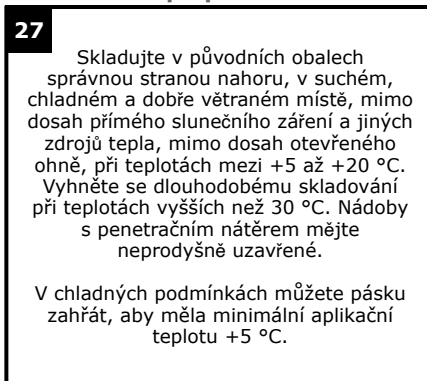 27
Skladujte v původních obalech
správnou stranou nahoru, v suchém,
chladném a dobře větraném místě, mimo
dosah přímého slunečního záření a jiných
zdrojů tepla, mimo dosah otevřeného
ohně, při teplotách mezi +5 až +20 °C.
Vyhněte se dlouhodobému skladování
při teplotách vyšších než 30 °C. Nádoby
s penetračním nátěrem mějte
neprodyšně uzavřené.
V chladných podmínkách můžete pásku
zahřát, aby měla minimální aplikační
teplotu +5 °C.